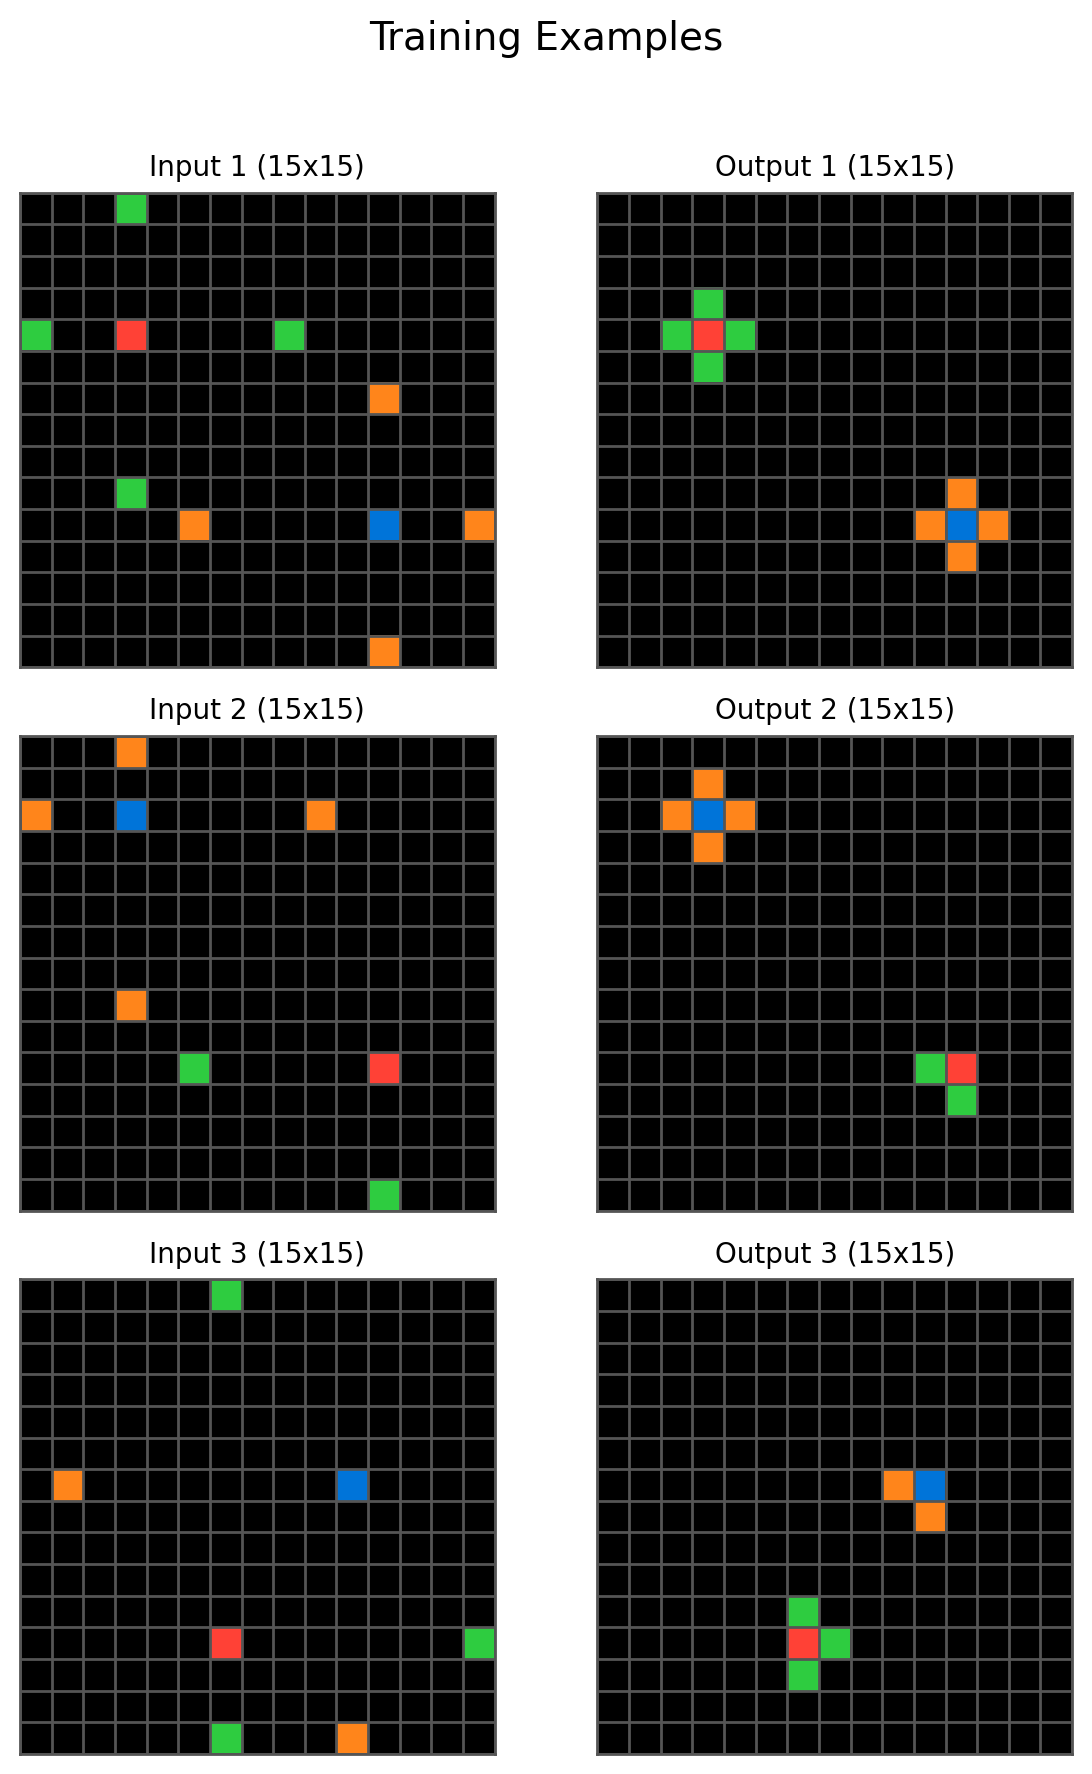 Training Examples
Input 1 (15x15)
Output 1 (15x15)
Input 2 (15x15)
Output 2 (15x15)
Input 3 (15x15)
Output 3 (15x15)